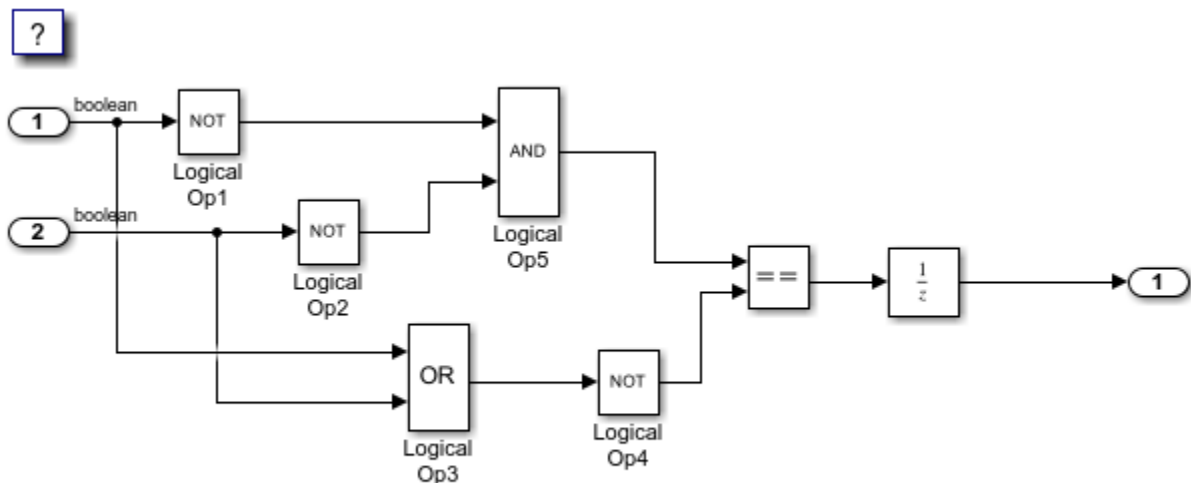 ?
boolean
1
NOT
AND
Logical
Op1
boolean
2
NOT
Logical
Op5
Logical
Op2
==
1
z
1
OR
NOT
Logical
Op3
Logical
Op4